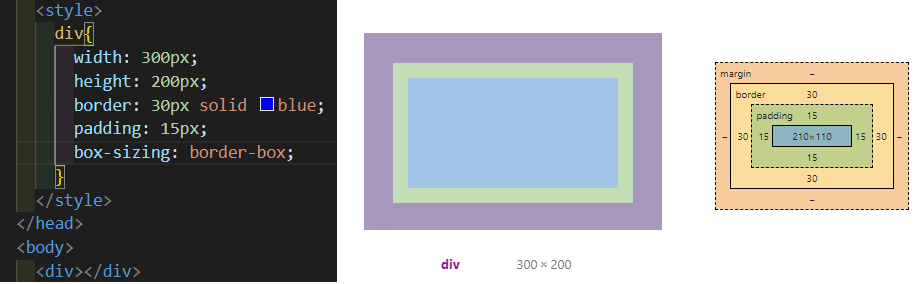 <style>
div{
width: 300px;
height: 200px;
border: 30px solid blue;
padding: 15px;
box-sizing: border-box;
}
</style>
</head>
<body>
<div></div>
div 300 × 200
margin –
border 30
padding 15
– 30 15 210×110 15 30 –
15
30
–